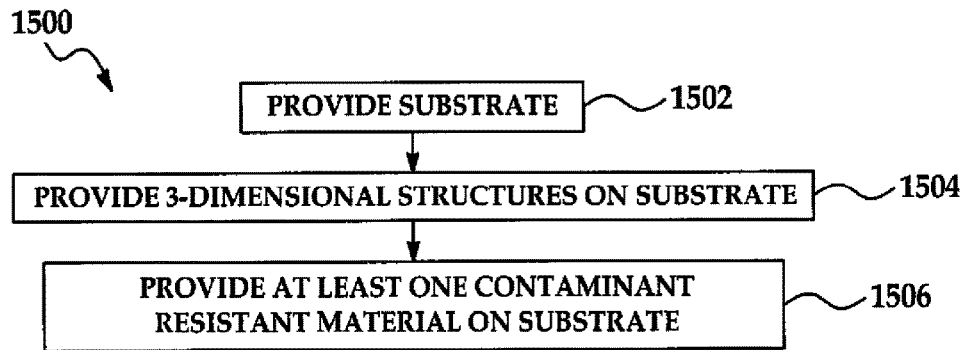 1500
PROVIDE SUBSTRATE
1502
PROVIDE 3-DIMENSIONAL STRUCTURES ON SUBSTRATE
1504
PROVIDE AT LEAST ONE CONTAMINANT
RESISTANT MATERIAL ON SUBSTRATE
1506